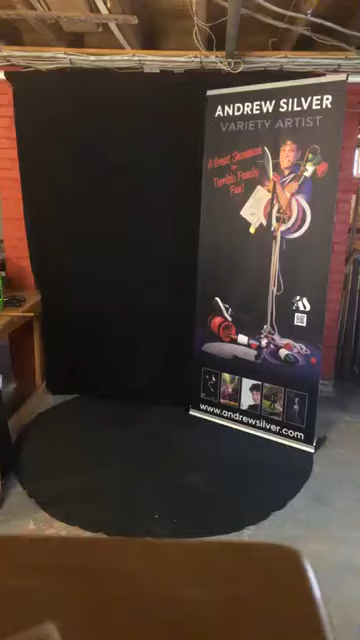 ANDREW SILVER
VARIETY ARTIST
A Great Showman
for
Terrific Family
Fun!
www.andrewsilver.com